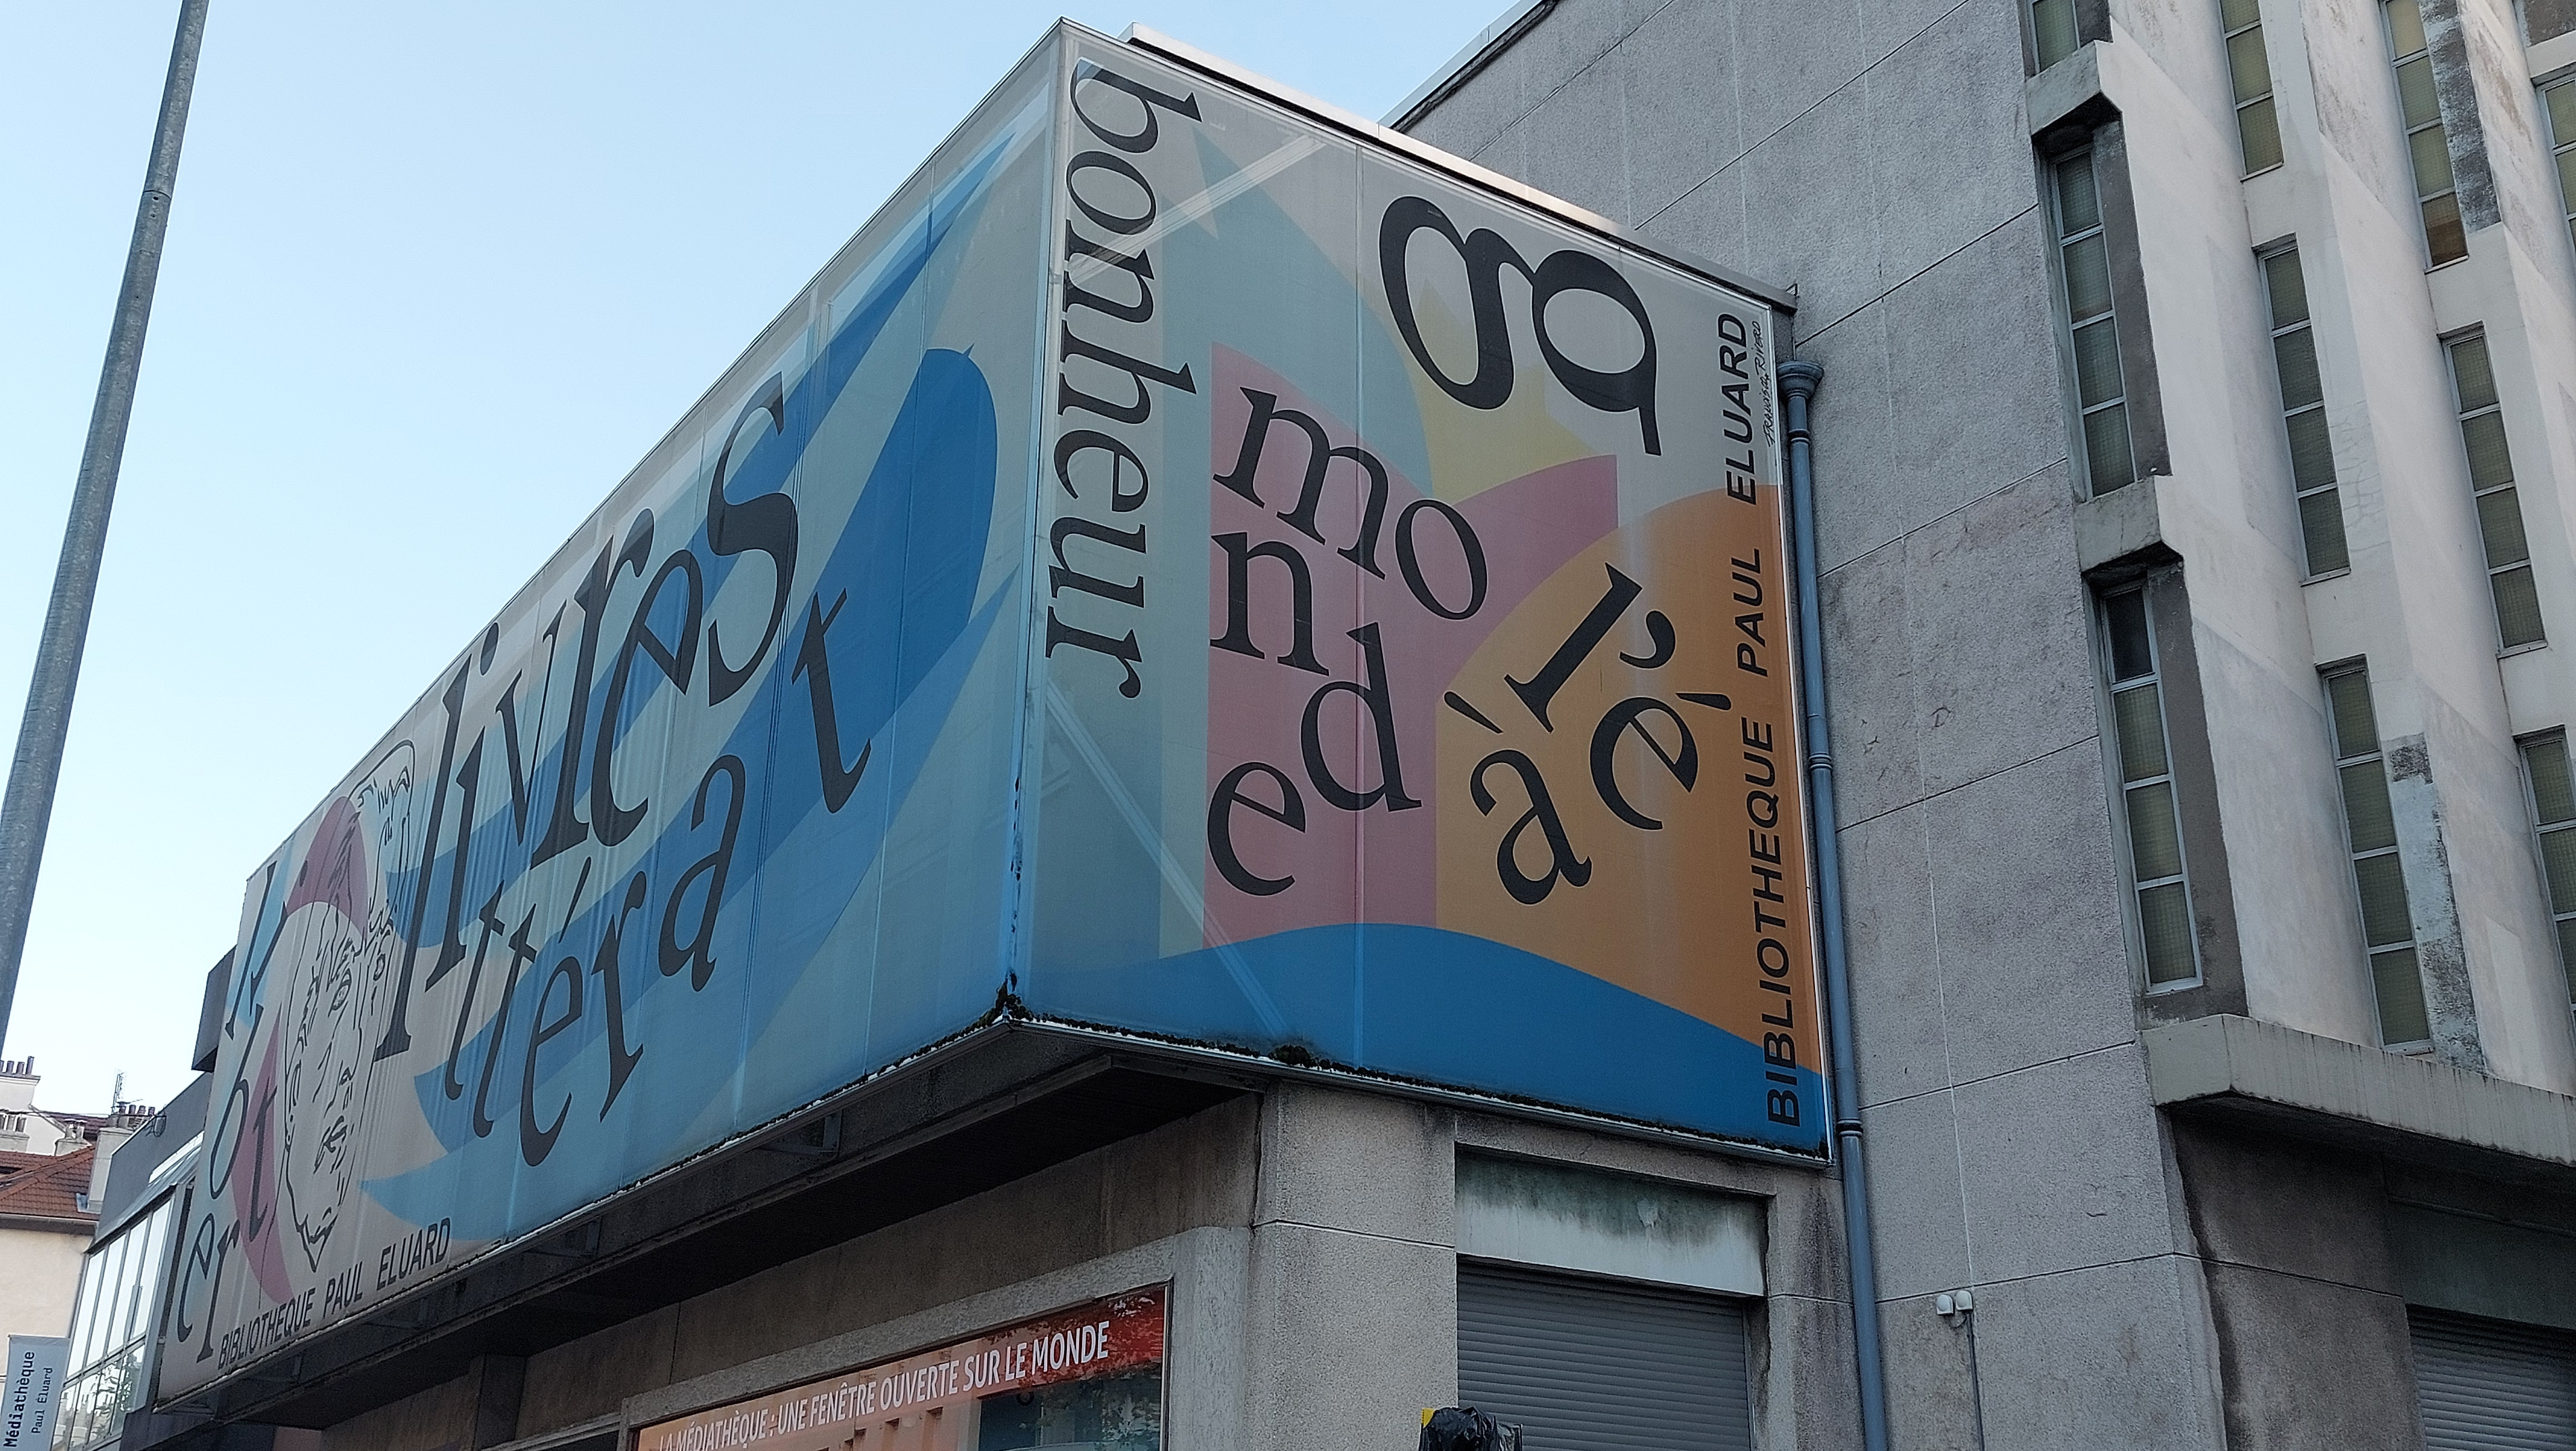 livres
littérat
BIBLIOTHEQUE PAUL ELUARD
bonheur
g
mo
n
d
e
l'é
à
BIBLIOTHEQUE PAUL ELUARD
LA MÉDIATHÈQUE : UNE FENÊTRE OUVERTE SUR LE MONDE
Médiathèque
Paul Éluard